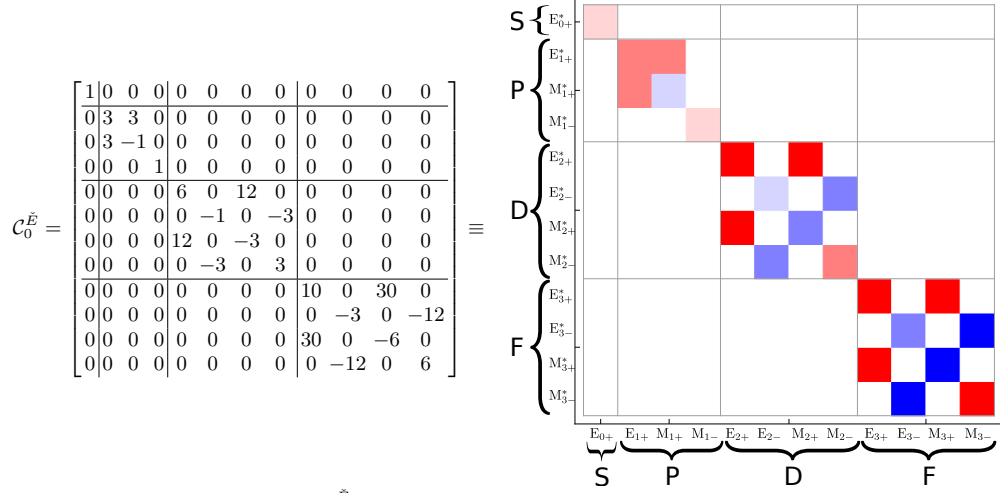 C₀^Ě =
1 0 0 0 0 0 0 0 0 0 0 0
0 3 3 0 0 0 0 0 0 0 0 0
0 3 −1 0 0 0 0 0 0 0 0 0
0 0 0 1 0 0 0 0 0 0 0 0
0 0 0 0 6 0 12 0 0 0 0 0
0 0 0 0 0 −1 0 −3 0 0 0 0
0 0 0 0 12 0 −3 0 0 0 0 0
0 0 0 0 0 −3 0 3 0 0 0 0
0 0 0 0 0 0 0 0 10 0 30 0
0 0 0 0 0 0 0 0 0 −3 0 −12
0 0 0 0 0 0 0 0 30 0 −6 0
0 0 0 0 0 0 0 0 0 −12 0 6
≡
S
E*₀₊
P
E*₁₊
M*₁₊
M*₁₋
D
E*₂₊
E*₂₋
M*₂₊
M*₂₋
F
E*₃₊
E*₃₋
M*₃₊
M*₃₋
E₀₊ E₁₊ M₁₊ M₁₋ E₂₊ E₂₋ M₂₊ M₂₋ E₃₊ E₃₋ M₃₊ M₃₋
S P D F